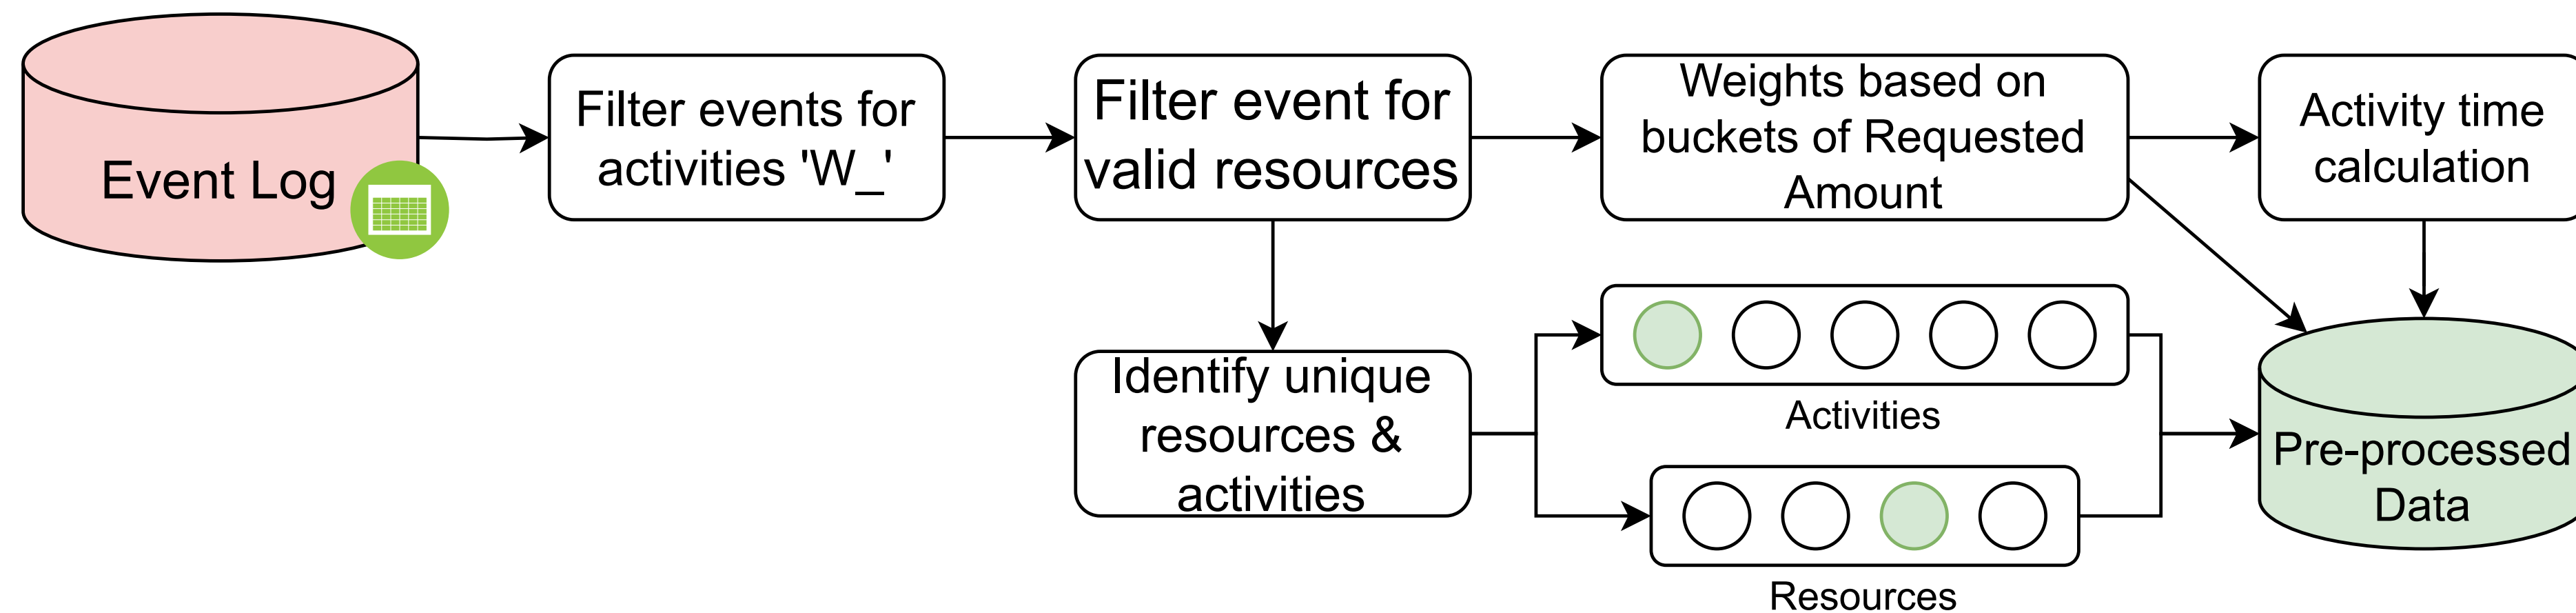 Event Log
Filter events for
activities 'W_'
Filter event for
valid resources
Weights based on
buckets of Requested
Amount
Activity time
calculation
Identify unique
resources &
activities
Activities
Resources
Pre-processed
Data